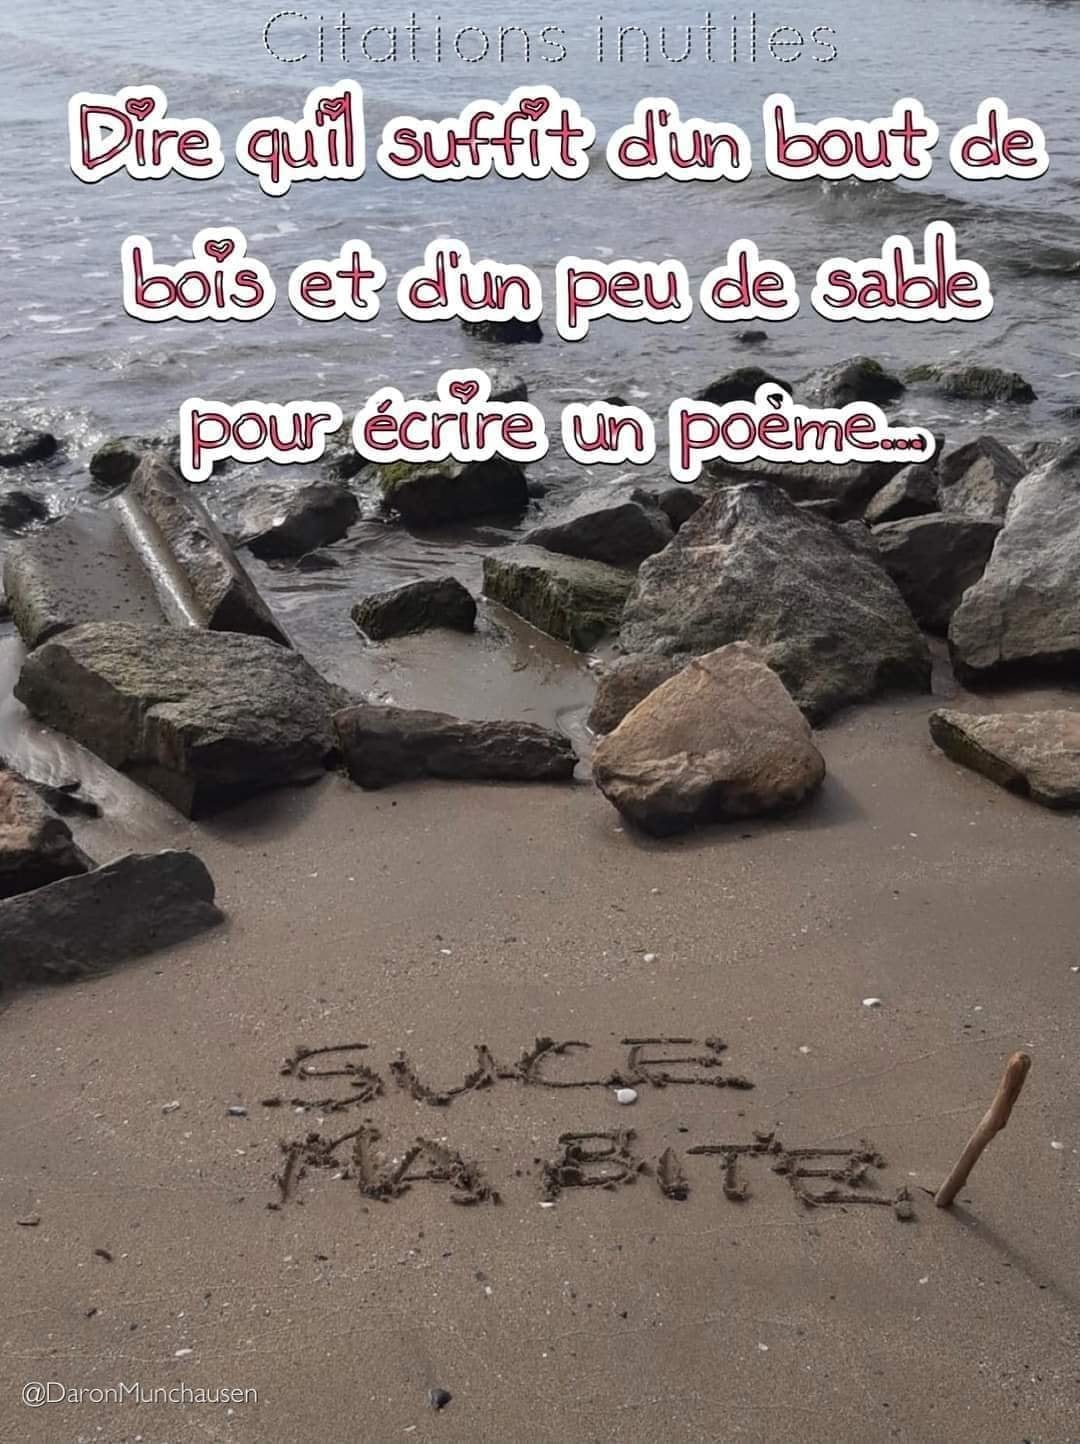 Citations inutiles
Dire qu'il suffit d'un bout de
bois et d'un peu de sable
pour écrire un poème...
SUCE
MA BITE.
@DaronMunchausen